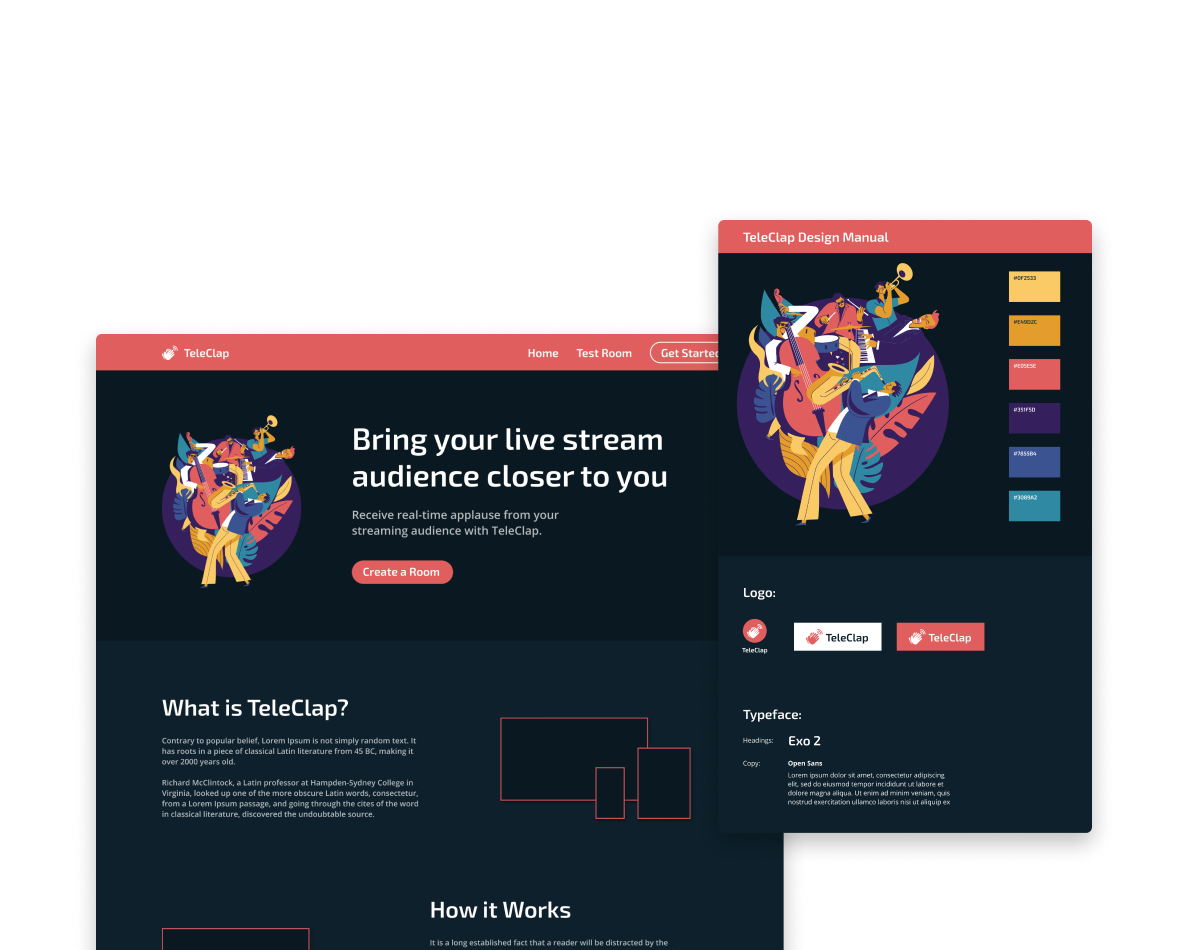 TeleClap
Home
Test Room
Get Started
Bring your live stream
audience closer to you
Receive real-time applause from your
streaming audience with TeleClap.
Create a Room
What is TeleClap?
Contrary to popular belief, Lorem Ipsum is not simply random text. It
has roots in a piece of classical Latin literature from 45 BC, making it
over 2000 years old.
Richard McClintock, a Latin professor at Hampden-Sydney College in
Virginia, looked up one of the more obscure Latin words, consectetur,
from a Lorem Ipsum passage, and going through the cites of the word
in classical literature, discovered the undoubtable source.
How it Works
It is a long established fact that a reader will be distracted by the
TeleClap Design Manual
#E49D2C
#E05E5E
#351F5D
#3089A2
Logo:
TeleClap
TeleClap
TeleClap
Typeface:
Headings:
Exo 2
Copy:
Open Sans
Lorem ipsum dolor sit amet, consectetur adipiscing
elit, sed do eiusmod tempor incididunt ut labore et
dolore magna aliqua. Ut enim ad minim veniam, quis
nostrud exercitation ullamco laboris nisi ut aliquip ex